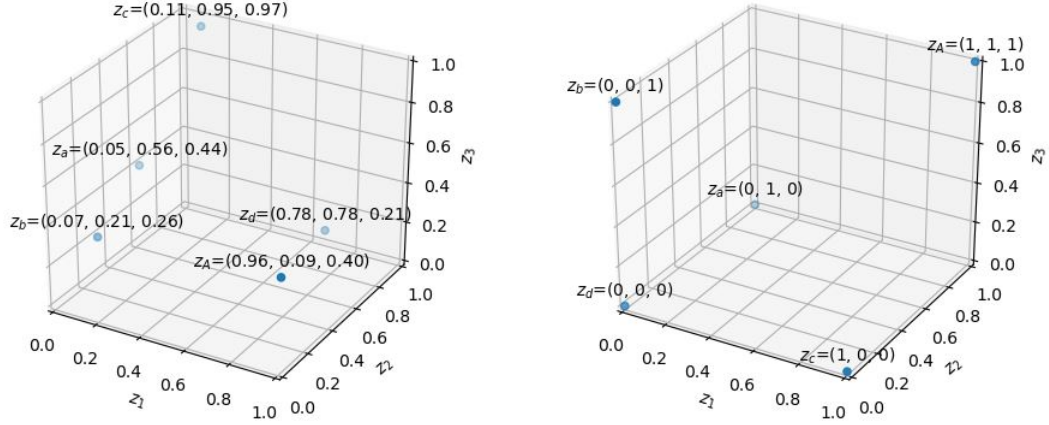 z_c=(0.11, 0.95, 0.97)
z_a=(0.05, 0.56, 0.44)
z_b=(0.07, 0.21, 0.26)
z_d=(0.78, 0.78, 0.21)
z_A=(0.96, 0.09, 0.40)
1.0
0.8
0.6
0.4
0.2
0.0
z_3
0.0
0.2
0.4
0.6
0.8
1.0
z_1
0.0
0.2
0.4
0.6
0.8
1.0
z_2
z_A=(1, 1, 1)
z_b=(0, 0, 1)
z_a=(0, 1, 0)
z_d=(0, 0, 0)
z_c=(1, 0, 0)
1.0
0.8
0.6
0.4
0.2
0.0
z_3
0.0
0.2
0.4
0.6
0.8
1.0
z_1
0.0
0.2
0.4
0.6
0.8
1.0
z_2